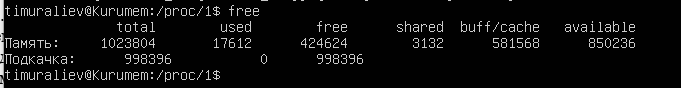 timuraliev@Kurumem:/proc/1$ free
total used free shared buff/cache available
Память: 1023804 17612 424624 3132 581568 850236
Подкачка: 998396 0 998396
timuraliev@Kurumem:/proc/1$